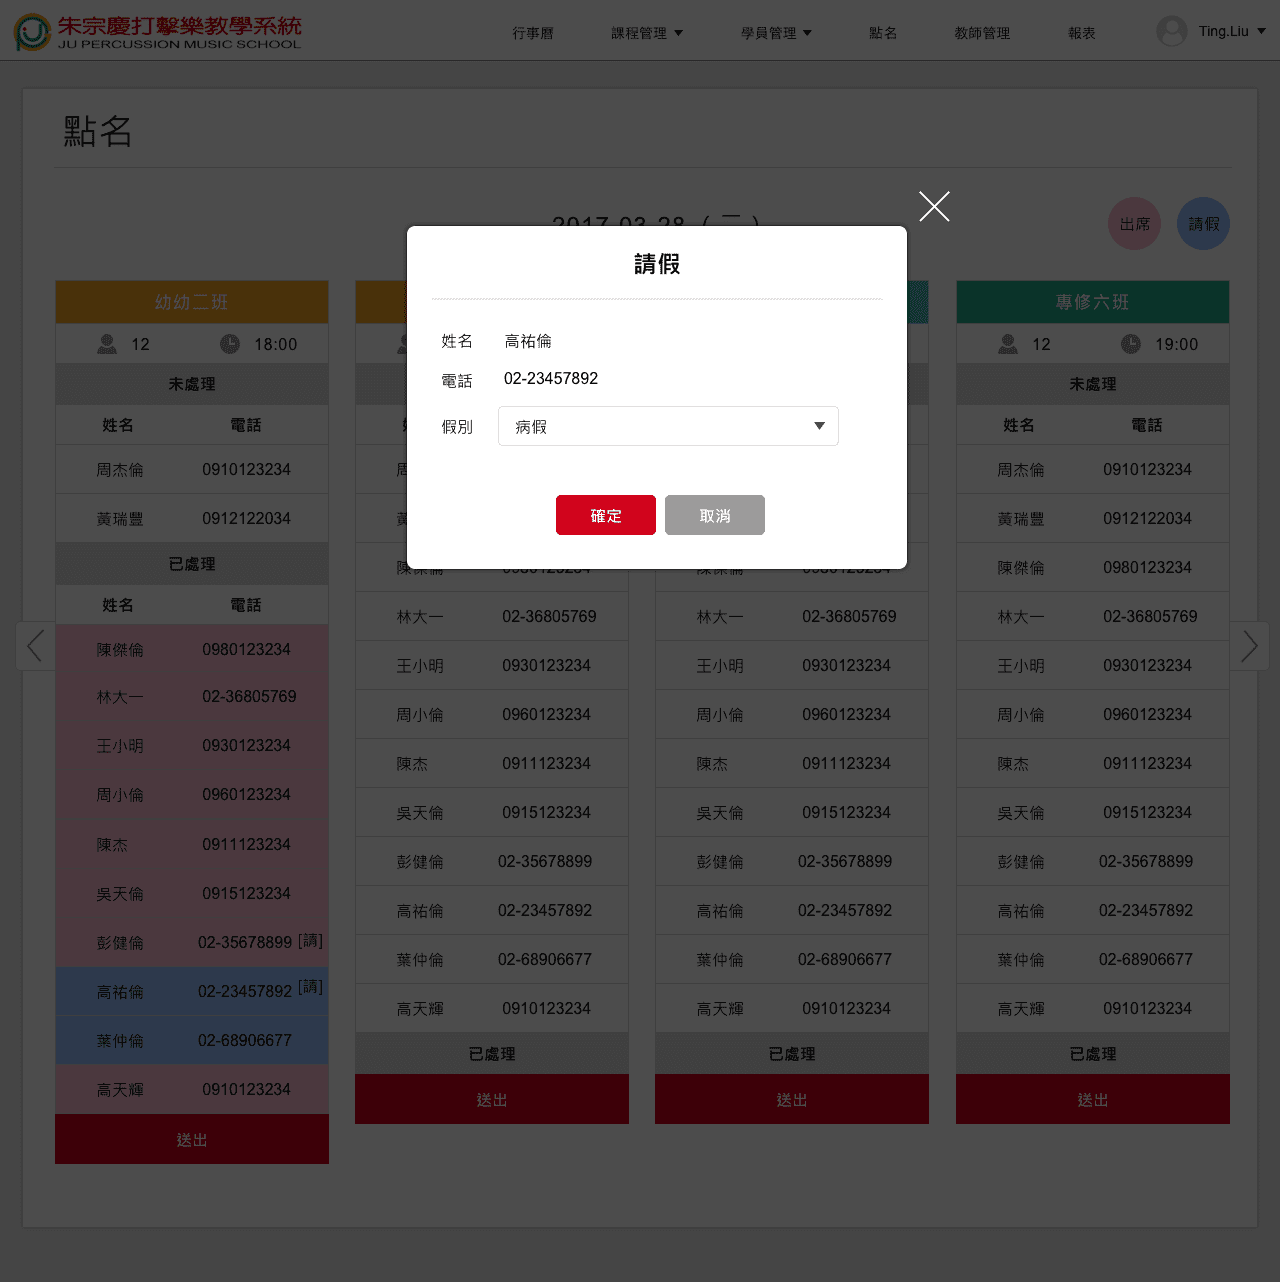 朱宗慶打擊樂教學系統
JU PERCUSSION MUSIC SCHOOL
行事曆 課程管理 學員管理 點名 教師管理 報表 Ting.Liu
點名
出席 請假
請假
姓名 高祐倫
電話 02-23457892
假別 病假
確定 取消
幼幼二班
12 18:00
未處理
姓名 電話
周杰倫 0910123234
黃瑞豐 0912122034
已處理
姓名 電話
陳傑倫 0980123234
林大一 02-36805769
王小明 0930123234
周小倫 0960123234
陳杰 0911123234
吳天倫 0915123234
彭健倫 02-35678899 [請]
高祐倫 02-23457892 [請]
葉仲倫 02-68906677
高天輝 0910123234
送出
林大一 02-36805769
王小明 0930123234
周小倫 0960123234
陳杰 0911123234
吳天倫 0915123234
彭健倫 02-35678899
高祐倫 02-23457892
葉仲倫 02-68906677
高天輝 0910123234
已處理
送出
林大一 02-36805769
王小明 0930123234
周小倫 0960123234
陳杰 0911123234
吳天倫 0915123234
彭健倫 02-35678899
高祐倫 02-23457892
葉仲倫 02-68906677
高天輝 0910123234
已處理
送出
專修六班
12 19:00
未處理
姓名 電話
周杰倫 0910123234
黃瑞豐 0912122034
陳傑倫 0980123234
林大一 02-36805769
王小明 0930123234
周小倫 0960123234
陳杰 0911123234
吳天倫 0915123234
彭健倫 02-35678899
高祐倫 02-23457892
葉仲倫 02-68906677
高天輝 0910123234
已處理
送出